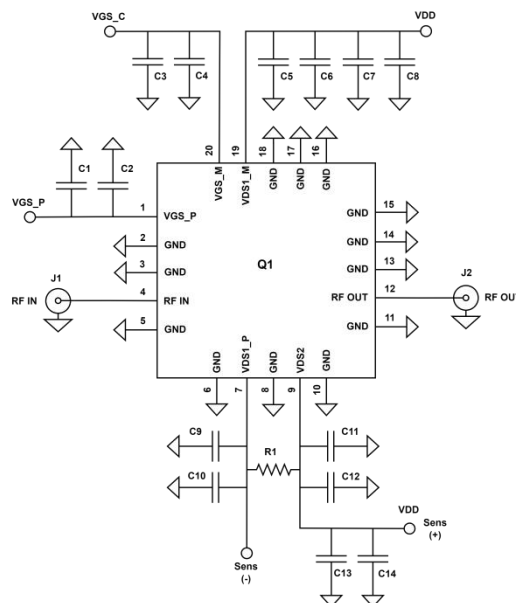 VGS_C
VDD
C3
C4
C5
C6
C7
C8
20
19
18
17
16
VGS_M
VDS1_M
GND
GND
GND
C1
C2
VGS_P
1
VGS_P
GND
15
2
GND
GND
14
3
GND
GND
13
Q1
J1
J2
RF IN
4
RF IN
RF OUT
12
RF OUT
5
GND
GND
11
GND
VDS1_P
GND
VDS2
GND
6
7
8
9
10
C9
C11
R1
C10
C12
VDD
Sens
(+)
Sens
(-)
C13
C14